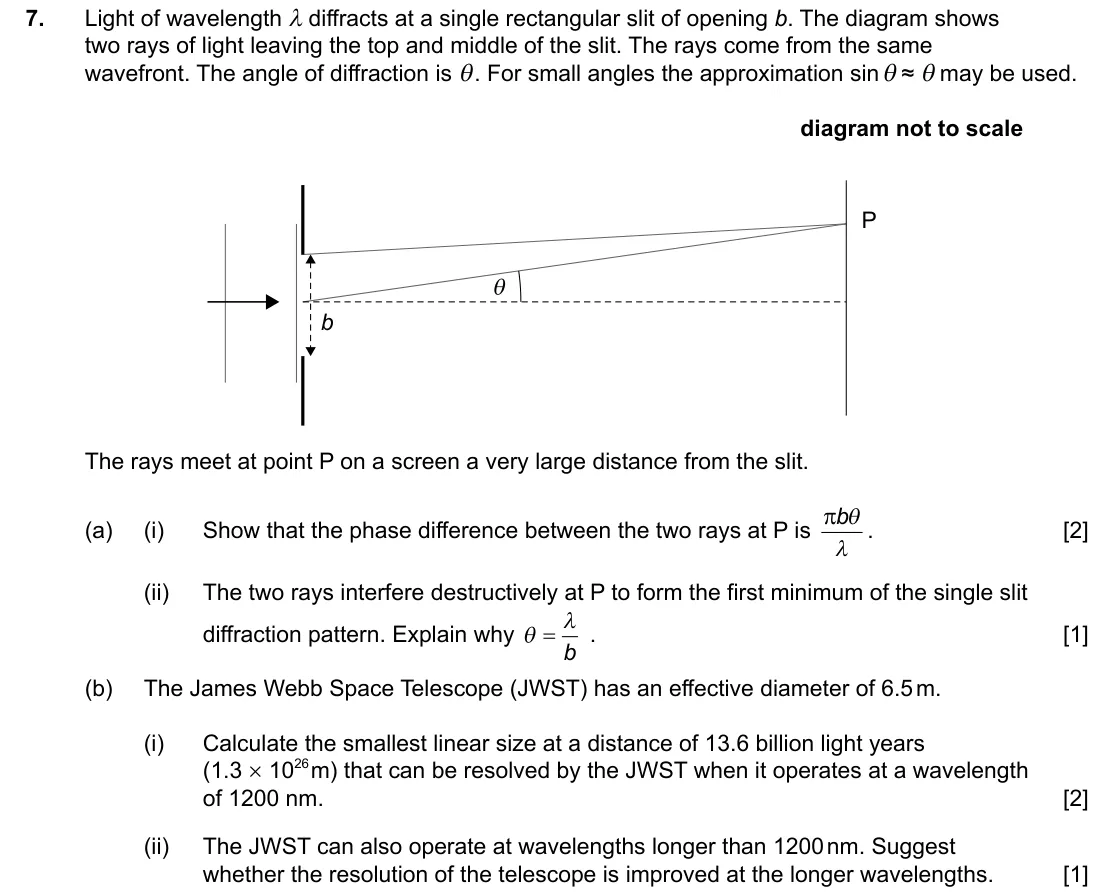 7. Light of wavelength λ diffracts at a single rectangular slit of opening b. The diagram shows
two rays of light leaving the top and middle of the slit. The rays come from the same
wavefront. The angle of diffraction is θ. For small angles the approximation sin θ ≈ θ may be used.
diagram not to scale
P
θ
b
The rays meet at point P on a screen a very large distance from the slit.
(a) (i) Show that the phase difference between the two rays at P is πbθ/λ. [2]
(ii) The two rays interfere destructively at P to form the first minimum of the single slit
diffraction pattern. Explain why θ = λ/b . [1]
(b) The James Webb Space Telescope (JWST) has an effective diameter of 6.5 m.
(i) Calculate the smallest linear size at a distance of 13.6 billion light years
(1.3 × 10²⁶ m) that can be resolved by the JWST when it operates at a wavelength
of 1200 nm. [2]
(ii) The JWST can also operate at wavelengths longer than 1200 nm. Suggest
whether the resolution of the telescope is improved at the longer wavelengths. [1]